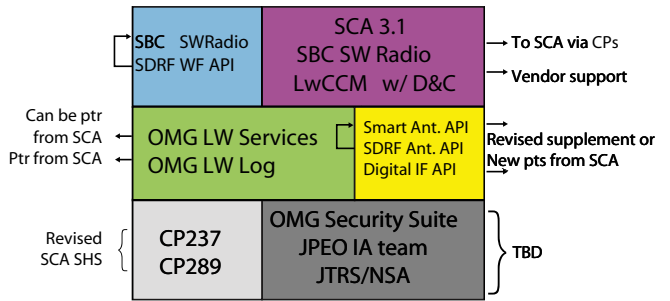 SBC SWRadio
SDRF WF API
SCA 3.1
SBC SW Radio
LwCCM w/ D&C
To SCA via CPs
Vendor support
Can be ptr
from SCA
Ptr from SCA
OMG LW Services
OMG LW Log
Smart Ant. API
SDRF Ant. API
Digital IF API
Revised supplement or
New pts from SCA
Revised
SCA SHS
CP237
CP289
OMG Security Suite
JPEO IA team
JTRS/NSA
TBD